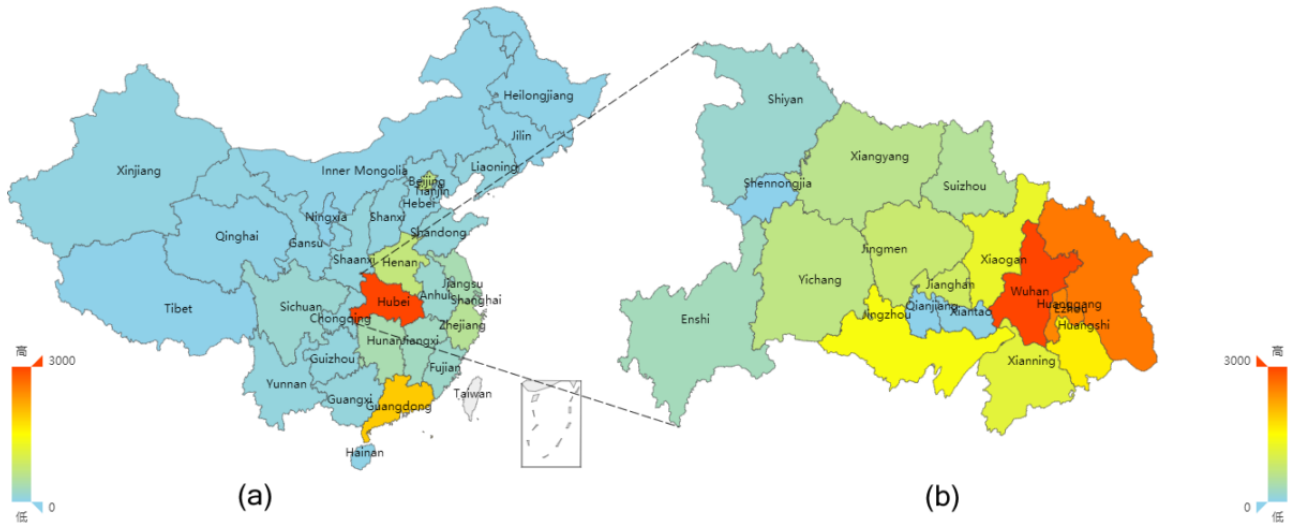 Heilongjiang
Jilin
Liaoning
Xinjiang
Inner Mongolia
Beijing
Tianjin
Hebei
Ningxia
Shanxi
Qinghai
Gansu
Shandong
Shaanxi
Henan
Tibet
Sichuan
Hubei
Anhui
Jiangsu
Shanghai
Chongqing
Zhejiang
Hunan
Jiangxi
Guizhou
Fujian
Yunnan
Guangxi
Guangdong
Taiwan
Hainan
高
3000
0
低
(a)
Shiyan
Xiangyang
Shennongjia
Suizhou
Jingmen
Xiaogan
Yichang
Jianghan
Wuhan
Huanggang
Ezhou
Enshi
Jingzhou
Qianjiang
Xiantao
Huangshi
Xianning
高
3000
0
低
(b)